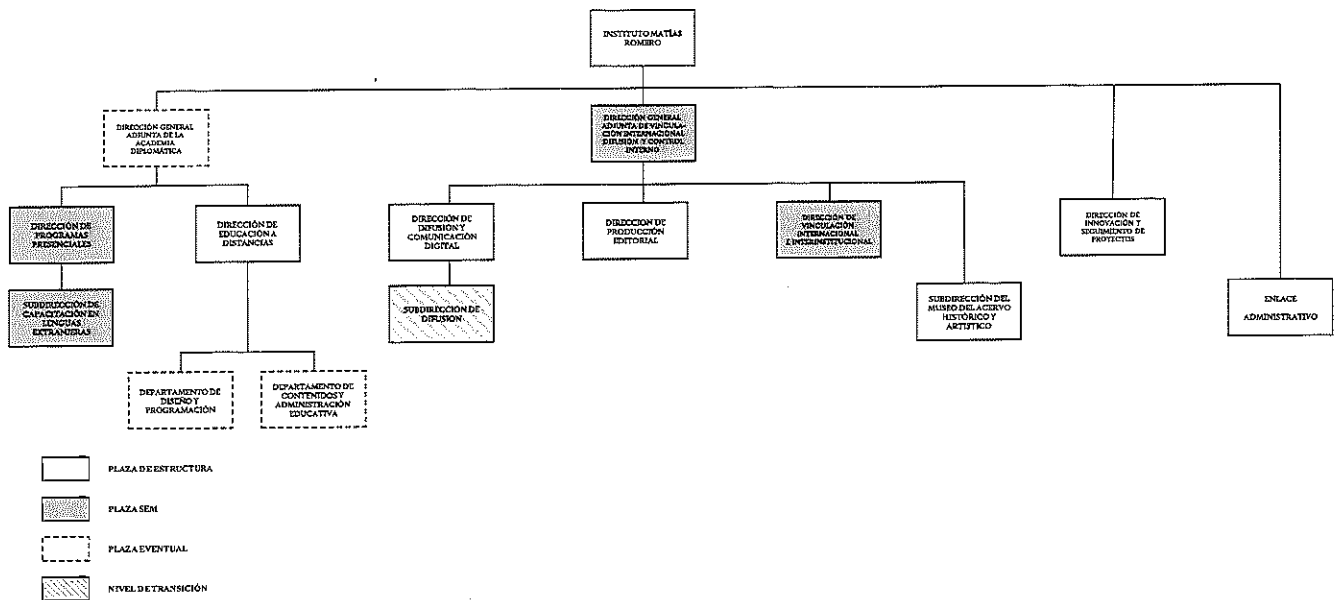 INSTITUTO MATÍAS
ROMERO
DIRECCIÓN GENERAL
ADJUNTA DE LA
ACADEMIA
DIPLOMÁTICA
DIRECCIÓN GENERAL
ADJUNTA DE VINCULA-
CIÓN INTERNACIONAL
DIFUSIÓN Y CONTROL
INTERNO
DIRECCIÓN DE
PROGRAMAS
PRESENCIALES
DIRECCIÓN DE
EDUCACIÓN A
DISTANCIAS
DIRECCIÓN DE
DIFUSIÓN Y
COMUNICACIÓN
DIGITAL
DIRECCION DE
PRODUCCIÓN
EDITORIAL
DIRECCIÓN DE
VINCULACIÓN
INTERNACIONAL
E INTERINSTITUCIONAL
DIRECCIÓN DE
INNOVACIÓN Y
SEGUIMIENTO DE
PROYECTOS
SUBDIRECCIÓN DE
CAPACITACIÓN EN
LENGUAS
EXTRANJERAS
SUBDIRECCIÓN DE
DIFUSION
SUBDIRECCIÓN DEL
MUSEO DEL ACERVO
HISTÓRICO Y
ARTÍSTICO
ENLACE
ADMINISTRATIVO
DEPARTAMENTO DE
DISEÑO Y
PROGRAMACIÓN
DEPARTAMENTO DE
CONTENIDOS Y
ADMINISTRACIÓN
EDUCATIVA
PLAZA DE ESTRUCTURA
PLAZA SEM
PLAZA EVENTUAL
NIVEL DE TRANSICIÓN